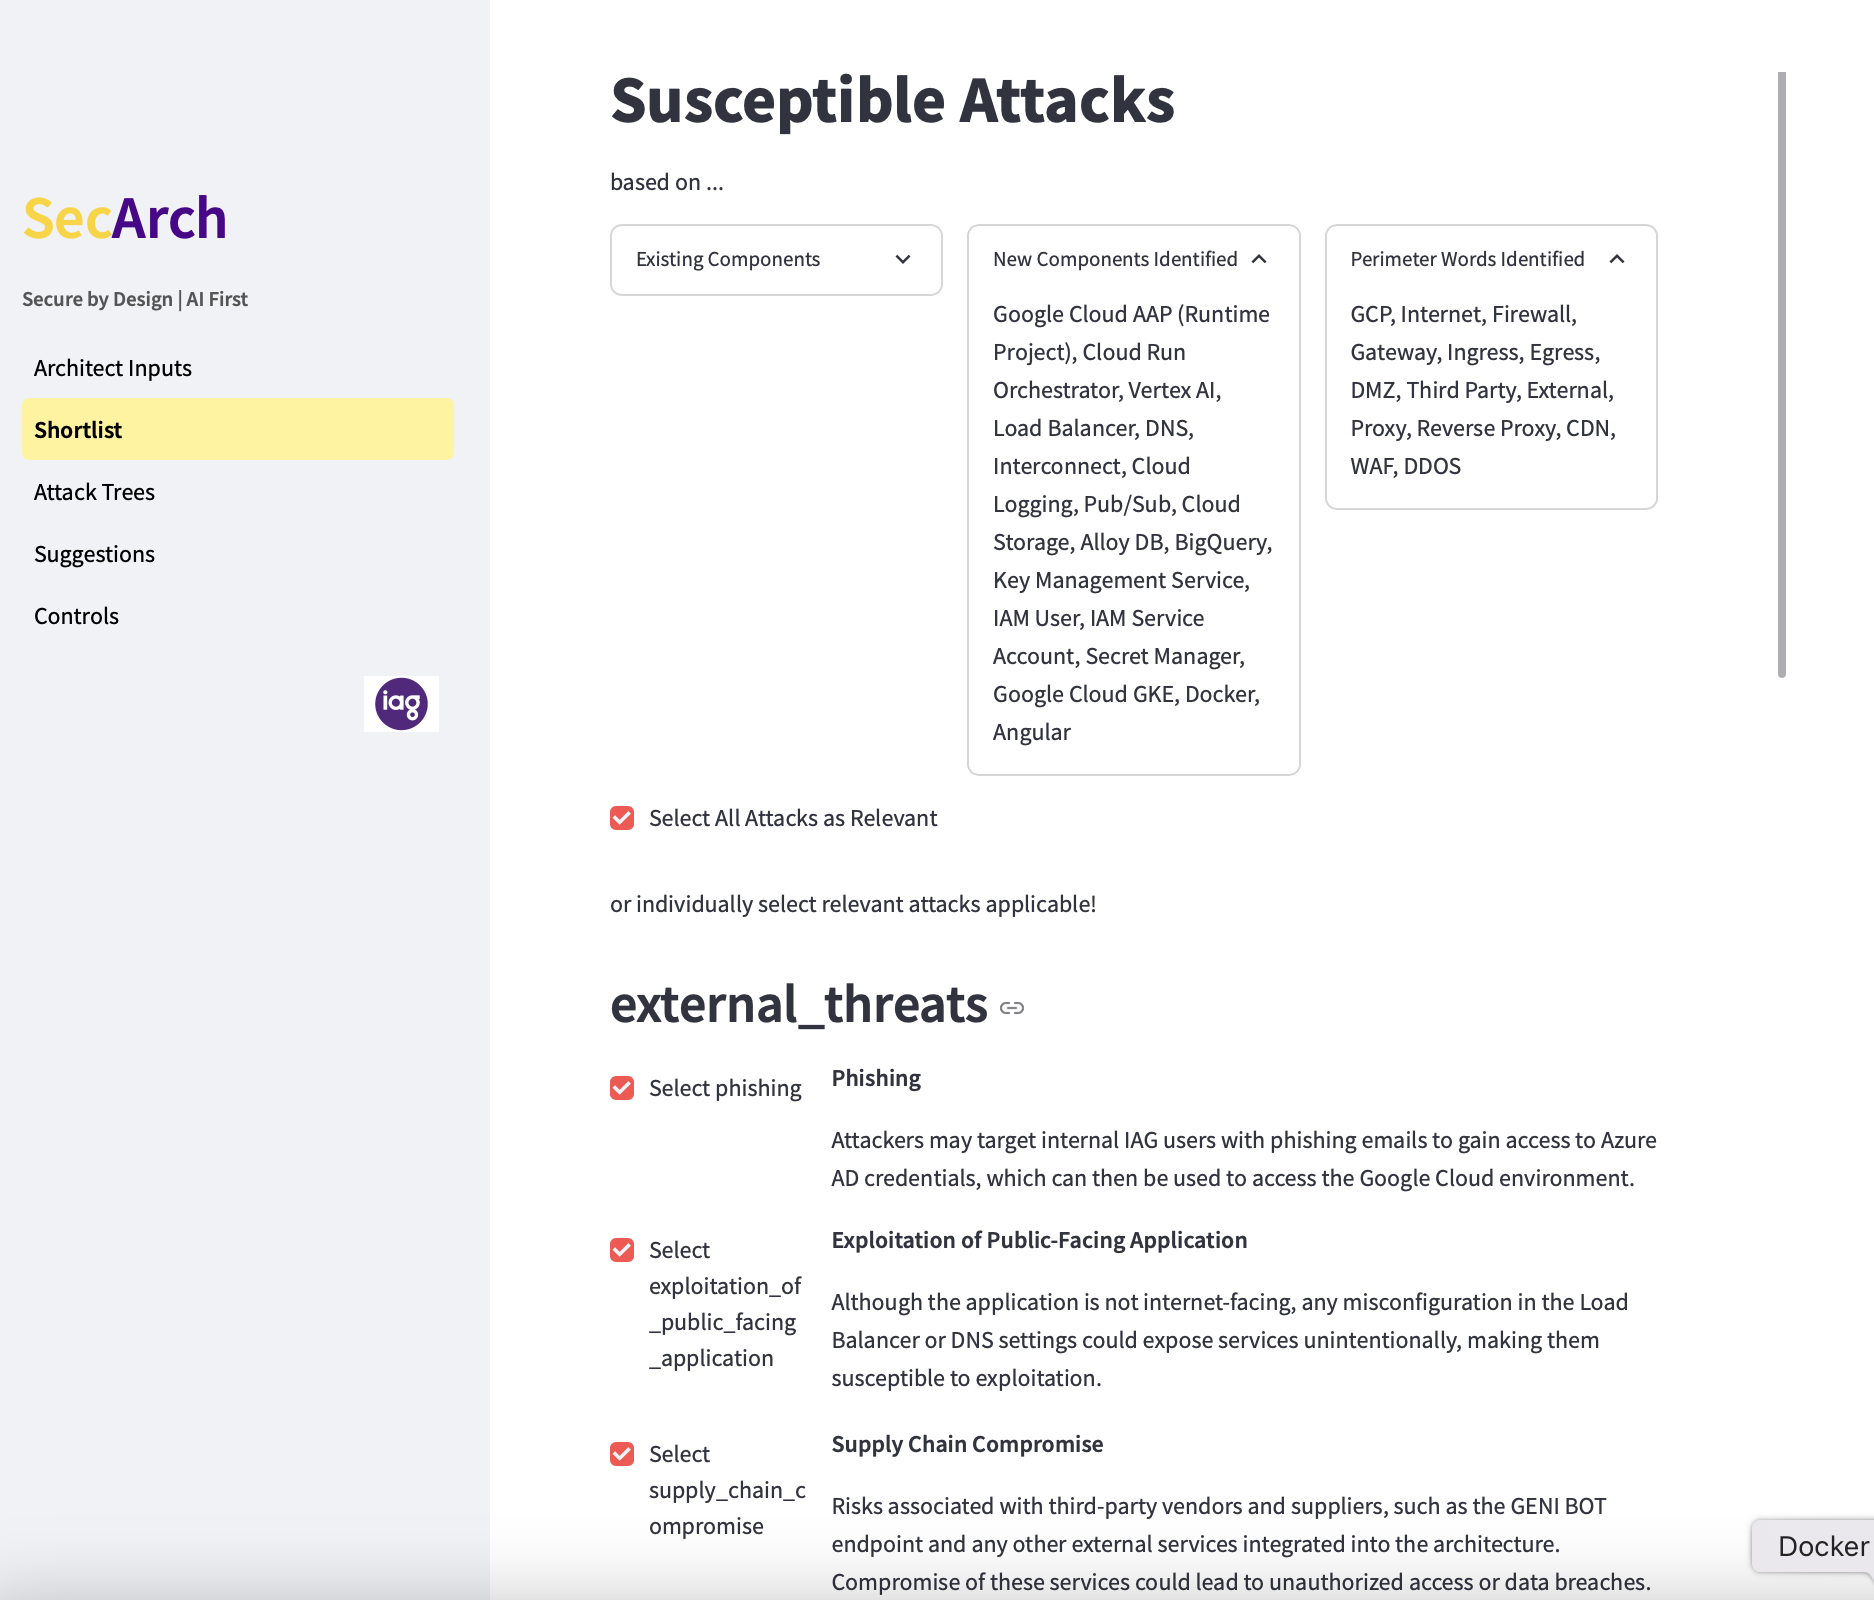 SecArch
Secure by Design | AI First
Architect Inputs
Shortlist
Attack Trees
Suggestions
Controls
iag
Susceptible Attacks
based on ...
Existing Components
New Components Identified
Google Cloud AAP (Runtime
Project), Cloud Run
Orchestrator, Vertex AI,
Load Balancer, DNS,
Interconnect, Cloud
Logging, Pub/Sub, Cloud
Storage, Alloy DB, BigQuery,
Key Management Service,
IAM User, IAM Service
Account, Secret Manager,
Google Cloud GKE, Docker,
Angular
Perimeter Words Identified
GCP, Internet, Firewall,
Gateway, Ingress, Egress,
DMZ, Third Party, External,
Proxy, Reverse Proxy, CDN,
WAF, DDOS
Select All Attacks as Relevant
or individually select relevant attacks applicable!
external_threats
Select phishing
Phishing
Attackers may target internal IAG users with phishing emails to gain access to Azure
AD credentials, which can then be used to access the Google Cloud environment.
Select
exploitation_of
_public_facing
_application
Exploitation of Public-Facing Application
Although the application is not internet-facing, any misconfiguration in the Load
Balancer or DNS settings could expose services unintentionally, making them
susceptible to exploitation.
Select
supply_chain_c
ompromise
Supply Chain Compromise
Risks associated with third-party vendors and suppliers, such as the GENI BOT
endpoint and any other external services integrated into the architecture.
Compromise of these services could lead to unauthorized access or data breaches.
Docker